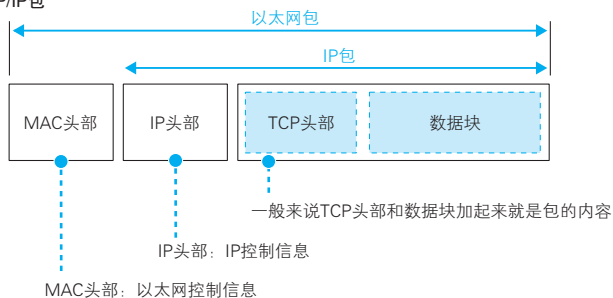 P/IP包
以太网包
IP包
MAC头部
IP头部
TCP头部
数据块
一般来说TCP头部和数据块加起来就是包的内容
IP头部：IP控制信息
MAC头部：以太网控制信息